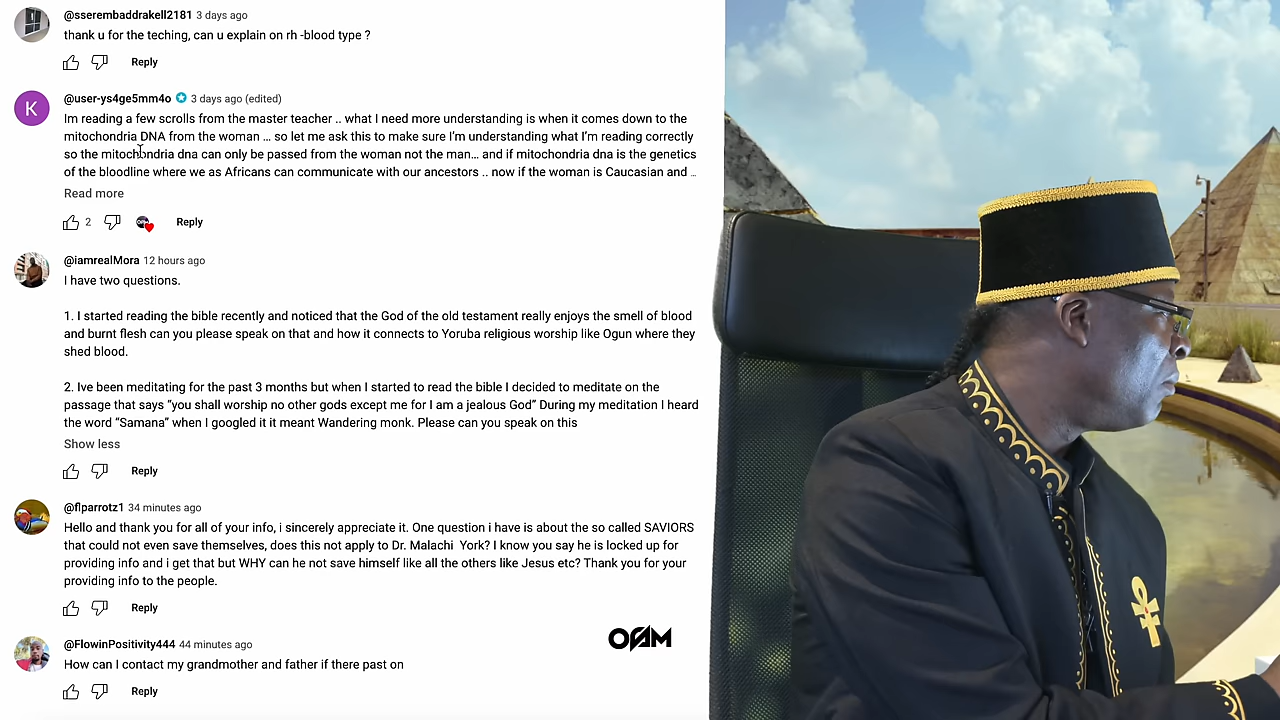 @sserembaddrakell2181 3 days ago
thank u for the teching, can u explain on rh -blood type ?
Reply
K
@user-ys4ge5mm4o 3 days ago (edited)
Im reading a few scrolls from the master teacher .. what I need more understanding is when it comes down to the
mitochondria DNA from the woman … so let me ask this to make sure I'm understanding what I'm reading correctly
so the mitochondria dna can only be passed from the woman not the man… and if mitochondria dna is the genetics
of the bloodline where we as Africans can communicate with our ancestors .. now if the woman is Caucasian and …
Read more
2 Reply
@iamrealMora 12 hours ago
I have two questions.
1. I started reading the bible recently and noticed that the God of the old testament really enjoys the smell of blood
and burnt flesh can you please speak on that and how it connects to Yoruba religious worship like Ogun where they
shed blood.
2. Ive been meditating for the past 3 months but when I started to read the bible I decided to meditate on the
passage that says “you shall worship no other gods except me for I am a jealous God” During my meditation I heard
the word “Samana” when I googled it it meant Wandering monk. Please can you speak on this
Show less
Reply
@flparrotz1 34 minutes ago
Hello and thank you for all of your info, i sincerely appreciate it. One question i have is about the so called SAVIORS
that could not even save themselves, does this not apply to Dr. Malachi York? I know you say he is locked up for
providing info and i get that but WHY can he not save himself like all the others like Jesus etc? Thank you for your
providing info to the people.
Reply
OFAM
@FlowinPositivity444 44 minutes ago
How can I contact my grandmother and father if there past on
Reply